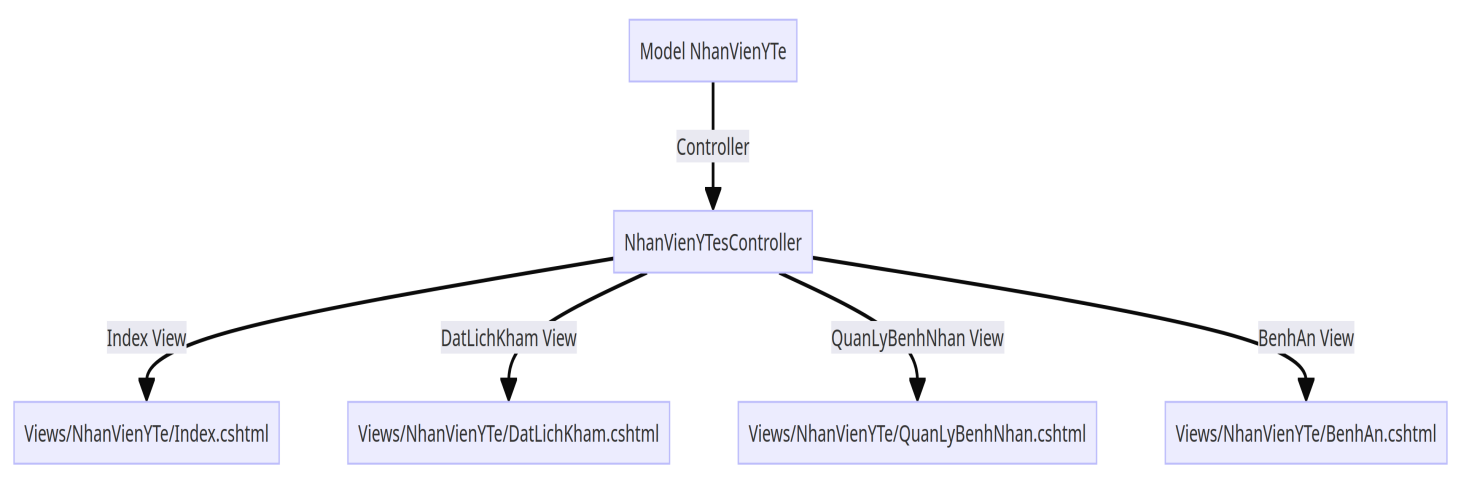 Model NhanVienYTe
Controller
NhanVienYTesController
Index View
DatLichKham View
QuanLyBenhNhan View
BenhAn View
Views/NhanVienYTe/Index.cshtml
Views/NhanVienYTe/DatLichKham.cshtml
Views/NhanVienYTe/QuanLyBenhNhan.cshtml
Views/NhanVienYTe/BenhAn.cshtml